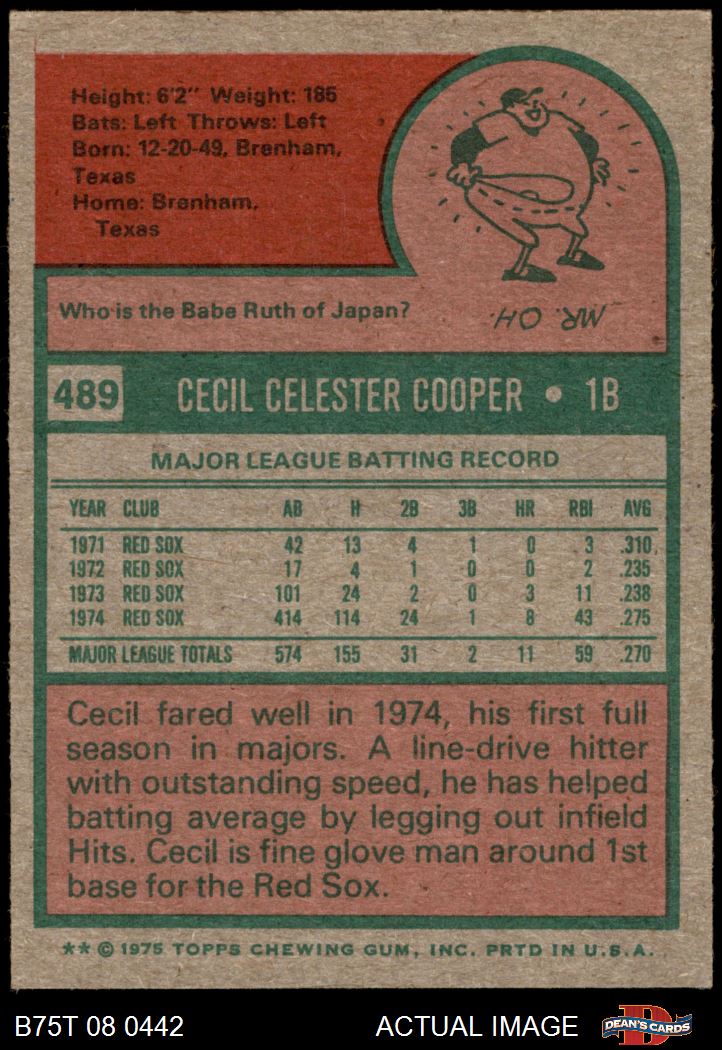 Height: 6'2" Weight: 185
Bats: Left Throws: Left
Born: 12-20-49, Brenham,
Texas
Home: Brenham,
Texas
Who is the Babe Ruth of Japan?
MR. OH.
489 CECIL CELESTER COOPER • 1B
MAJOR LEAGUE BATTING RECORD
YEAR CLUB AB H 2B 3B HR RBI AVG
1971 RED SOX 42 13 4 1 0 3 .310
1972 RED SOX 17 4 1 0 0 2 .235
1973 RED SOX 101 24 2 0 3 11 .238
1974 RED SOX 414 114 24 1 8 43 .275
MAJOR LEAGUE TOTALS 574 155 31 2 11 59 .270
Cecil fared well in 1974, his first full
season in majors. A line-drive hitter
with outstanding speed, he has helped
batting average by legging out infield
Hits. Cecil is fine glove man around 1st
base for the Red Sox.
** © 1975 TOPPS CHEWING GUM, INC. PRTD IN U.S.A.
B75T 08 0442 ACTUAL IMAGE D DEAN'S CARDS